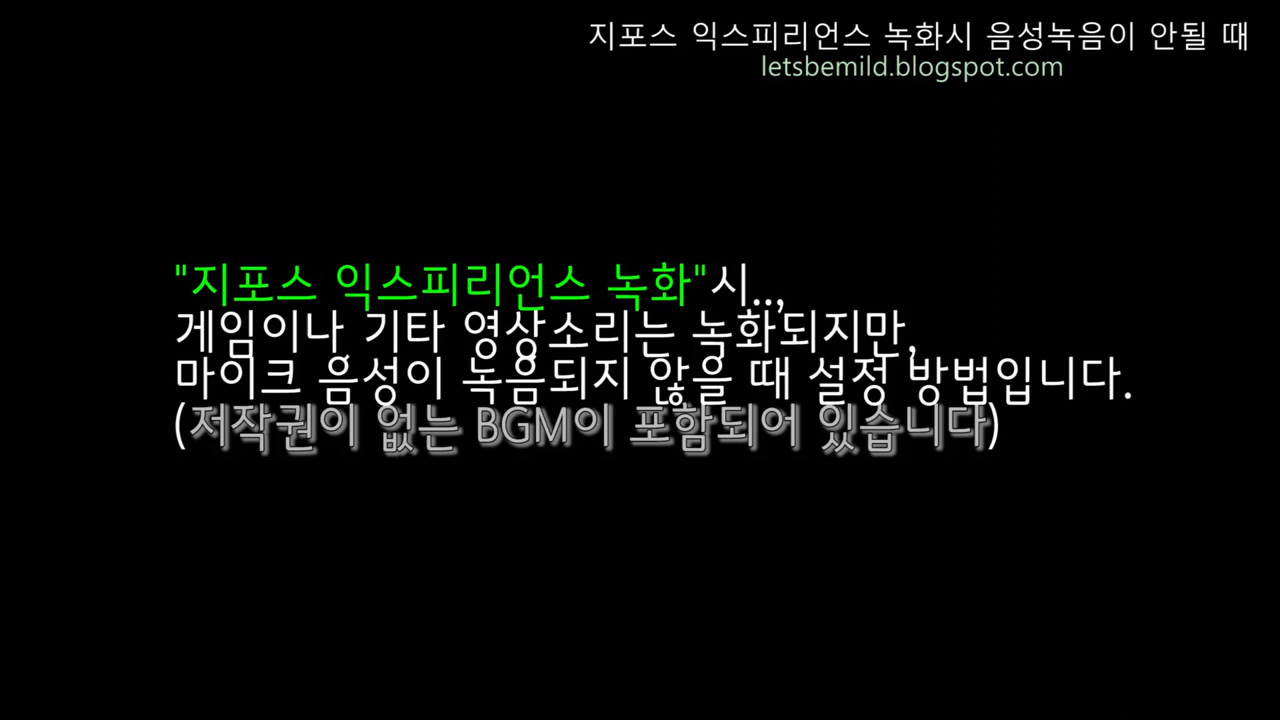 지포스 익스피리언스 녹화시 음성녹음이 안될 때
letsbemild.blogspot.com
"지포스 익스피리언스 녹화"시..,
게임이나 기타 영상소리는 녹화되지만,
마이크 음성이 녹음되지 않을 때 설정 방법입니다.
(저작권이 없는 BGM이 포함되어 있습니다)